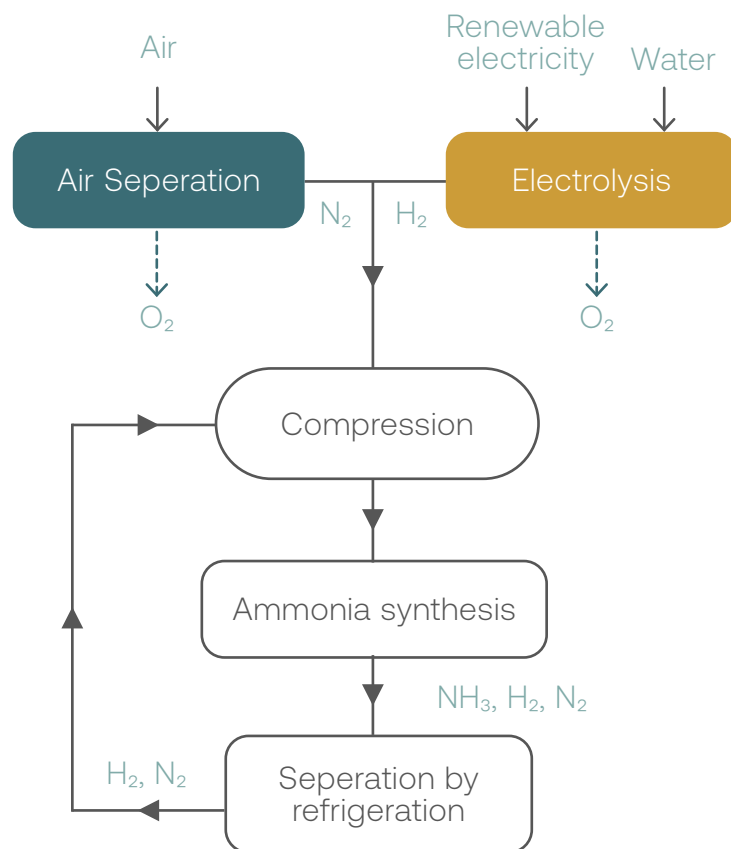 Air
Renewable
electricity
Water
Air Seperation
Electrolysis
N₂
H₂
O₂
O₂
Compression
Ammonia synthesis
NH₃, H₂, N₂
H₂, N₂
Seperation by
refrigeration